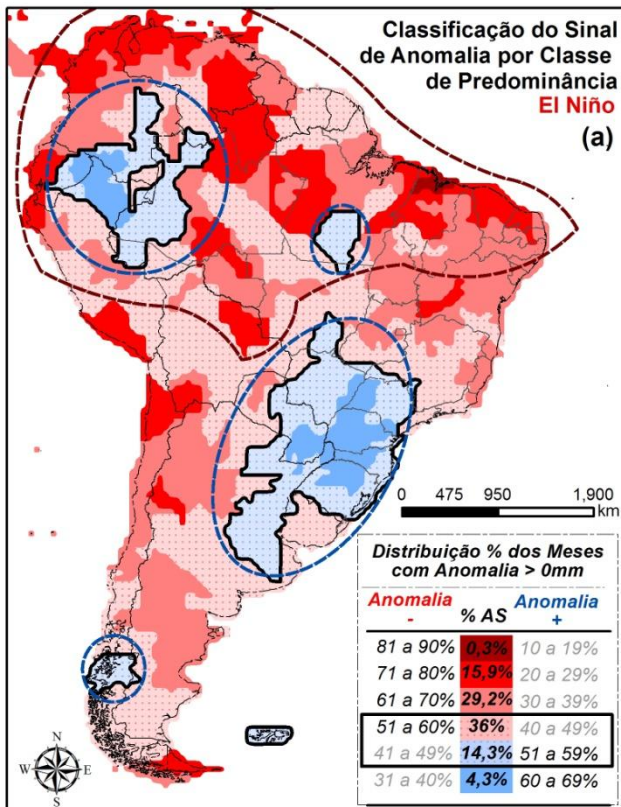 Classificação do Sinal
de Anomalia por Classe
de Predominância
El Niño
(a)
0 475 950 1,900
km
Distribuição % dos Meses
com Anomalia > 0mm
Anomalia - % AS Anomalia +
81 a 90% 0,3% 10 a 19%
71 a 80% 15,9% 20 a 29%
61 a 70% 29,2% 30 a 39%
51 a 60% 36% 40 a 49%
41 a 49% 14,3% 51 a 59%
31 a 40% 4,3% 60 a 69%
N
W E
S